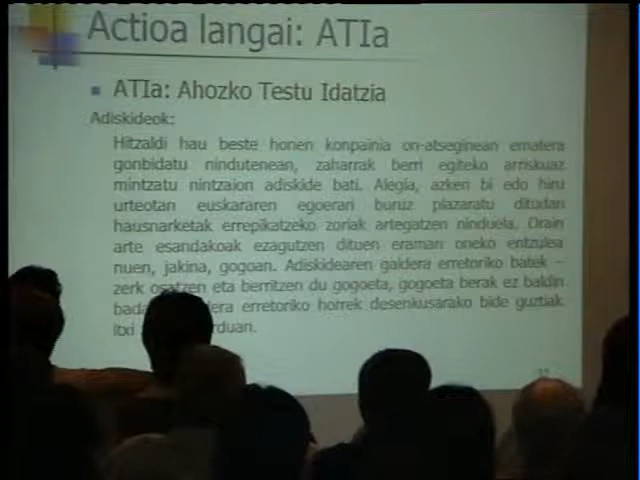 Actioa langai: ATIa
ATIa: Ahozko Testu Idatzia
Adiskideok:
Hitzaldi hau beste honen konpainia on-atseginean ematera
gonbidatu nindutenean, zaharrak berri egiteko arriskuaz
mintzatu nintzaion adiskide bati. Alegia, azken bi edo hiru
urteotan euskararen egoerari buruz plazaratu ditudan
hausnarketak errepikatzeko zoriak artegatzen ninduela. Orain
arte esandakoak ezagutzen dituen eraman oneko entzulea
nuen, jakina, gogoan. Adiskidearen galdera erretoriko batek –
zerk osatzen eta berritzen du gogoeta, gogoeta berak ez baldin
bada erretoriko horrek desenkusarako bide guztiak
itxi